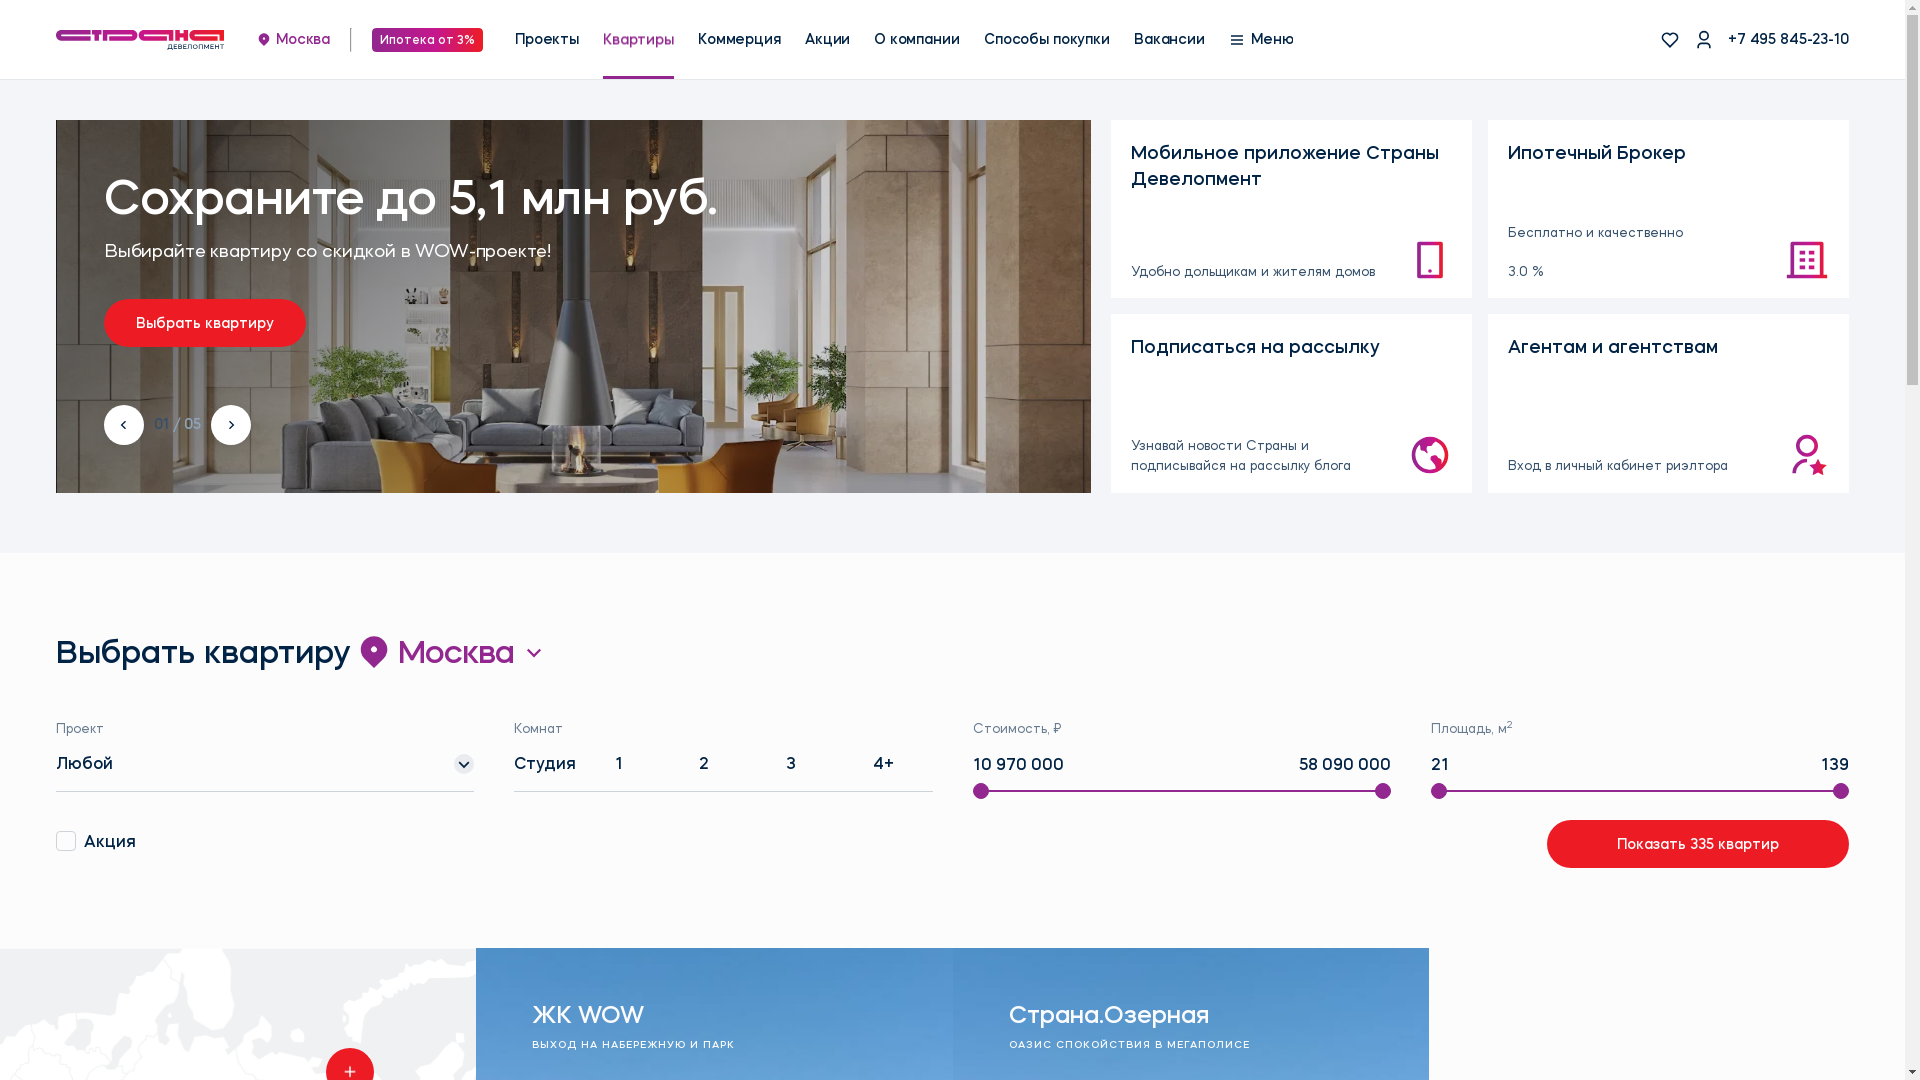 страна
ДЕВЕЛОПМЕНТ
Москва
Ипотека от 3%
Проекты
Квартиры
Коммерция
Акции
О компании
Способы покупки
Вакансии
Меню
+7 495 845-23-10
Сохраните до 5,1 млн руб.
Выбирайте квартиру со скидкой в WOW-проекте!
Выбрать квартиру
01 / 05
Мобильное приложение Страны
Девелопмент
Удобно дольщикам и жителям домов
Ипотечный Брокер
Бесплатно и качественно
3.0 %
Подписаться на рассылку
Узнавай новости Страны и
подписывайся на рассылку блога
Агентам и агентствам
Вход в личный кабинет риэлтора
Выбрать квартиру Москва
Проект
Любой
Комнат
Студия 1 2 3 4+
Стоимость, ₽
10 970 000 58 090 000
Площадь, м2
21 139
Акция
Показать 335 квартир
ЖК WOW
ВЫХОД НА НАБЕРЕЖНУЮ И ПАРК
Страна.Озерная
ОАЗИС СПОКОЙСТВИЯ В МЕГАПОЛИСЕ